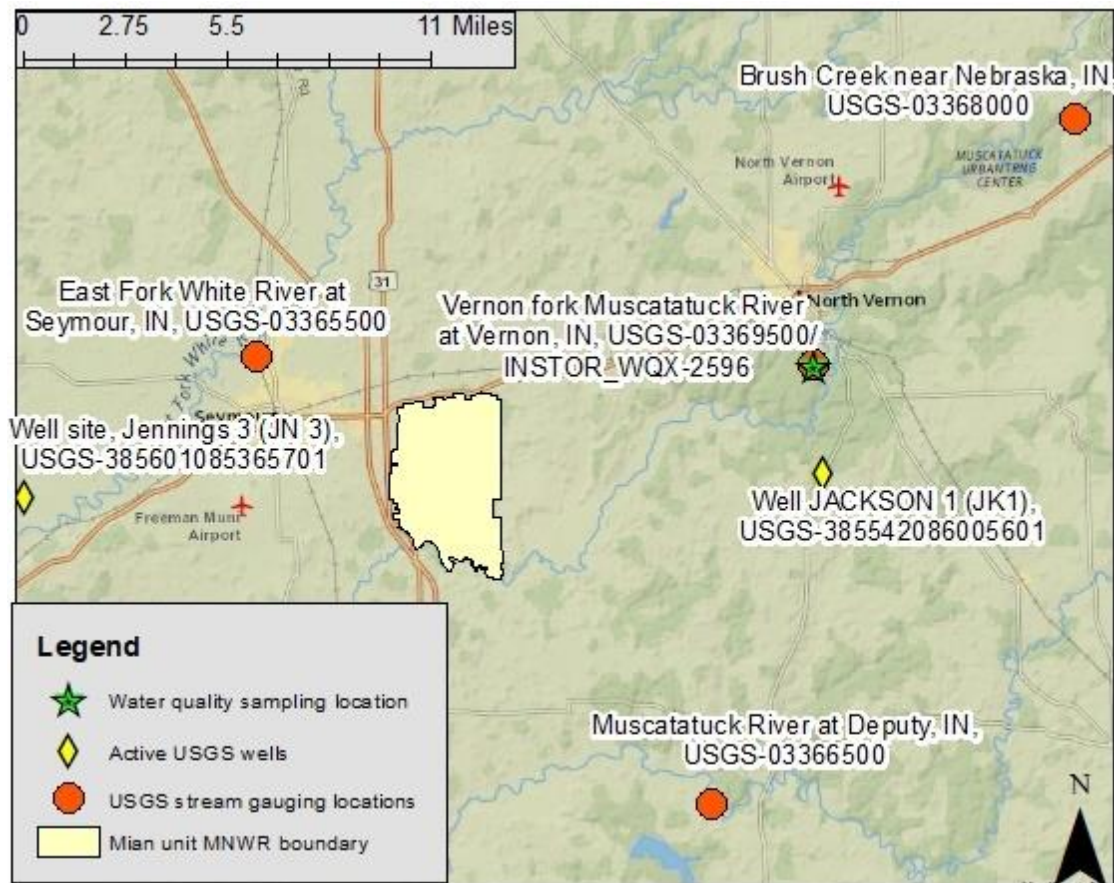 0 2.75 5.5 11 Miles
Brush Creek near Nebraska, IN,
USGS-03368000
North Vernon
Airport
MUSCATATUCK
URBANTRNG
CENTER
31
East Fork White River at
Seymour, IN, USGS-03365500
Vernon fork Muscatatuck River
at Vernon, IN, USGS-03369500/
INSTOR_WQX-2596
North Vernon
Well site, Jennings 3 (JN 3),
USGS-385601085365701
Freeman Muni
Airport
Well JACKSON 1 (JK1),
USGS-385542086005601
Legend
Water quality sampling location
Active USGS wells
USGS stream gauging locations
Mian unit MNWR boundary
Muscatatuck River at Deputy, IN,
USGS-03366500
N